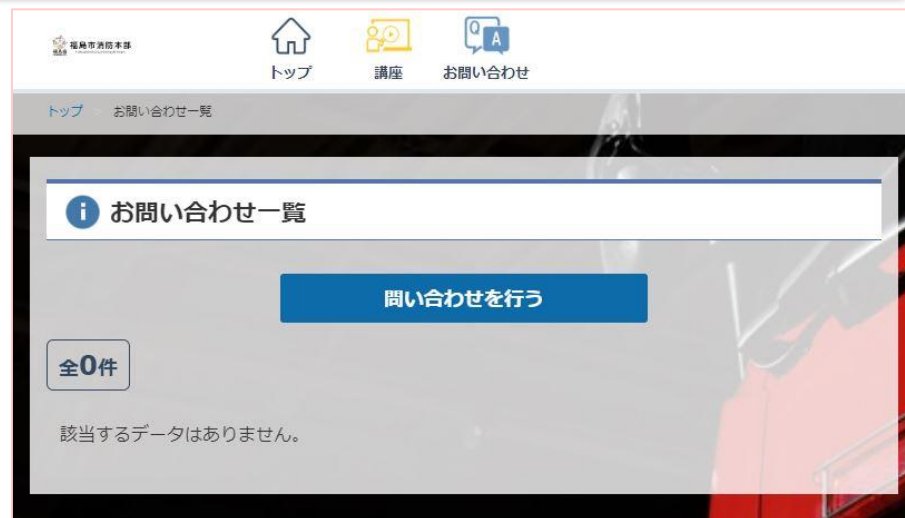 福島市消防本部
トップ
講座
お問い合わせ
Q
A
トップ
お問い合わせ一覧
i お問い合わせ一覧
問い合わせを行う
全0件
該当するデータはありません。